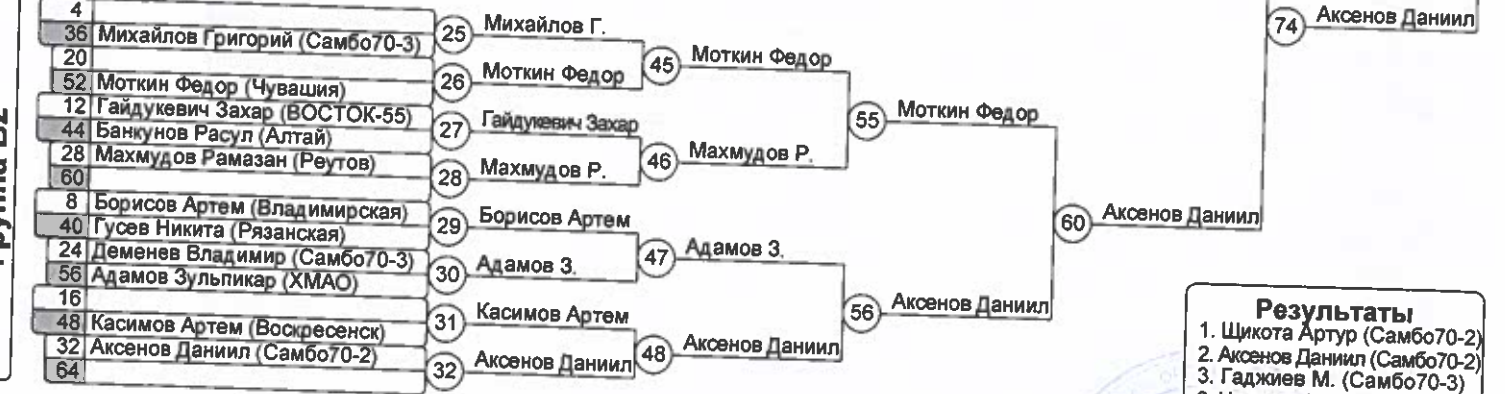 4
36 Михайлов Григорий (Самбо70-3)
20
52 Моткин Федор (Чувашия)
12 Гайдукевич Захар (ВОСТОК-55)
44 Банкунов Расул (Алтай)
28 Махмудов Рамазан (Реутов)
60
8 Борисов Артем (Владимирская)
40 Гусев Никита (Рязанская)
24 Деменев Владимир (Самбо70-3)
56 Адамов Зульпикар (ХМАО)
16
48 Касимов Артем (Воскресенск)
32 Аксенов Даниил (Самбо70-2)
64
25 Михайлов Г.
26 Моткин Федор
27 Гайдукевич Захар
28 Махмудов Р.
29 Борисов Артем
30 Адамов З.
31 Касимов Артем
32 Аксенов Даниил
45 Моткин Федор
46 Махмудов Р.
47 Адамов З.
48 Аксенов Даниил
55 Моткин Федор
56 Аксенов Даниил
60 Аксенов Даниил
74 Аксенов Даниил
Результаты
1. Щикота Артур (Самбо70-2)
2. Аксенов Даниил (Самбо70-2)
3. Гаджиев М. (Самбо70-3)